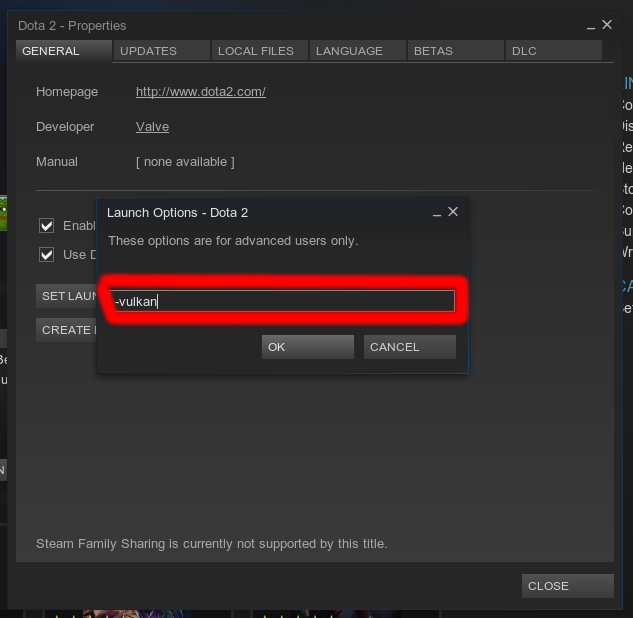 Dota 2 - Properties
GENERAL
UPDATES
LOCAL FILES
LANGUAGE
BETAS
DLC
Homepage
http://www.dota2.com/
Developer
Valve
Manual
[ none available ]
Launch Options - Dota 2
These options are for advanced users only.
Use
SET
-vulkan
CREATE
OK
CANCEL
Steam Family Sharing is currently not supported by this title.
CLOSE